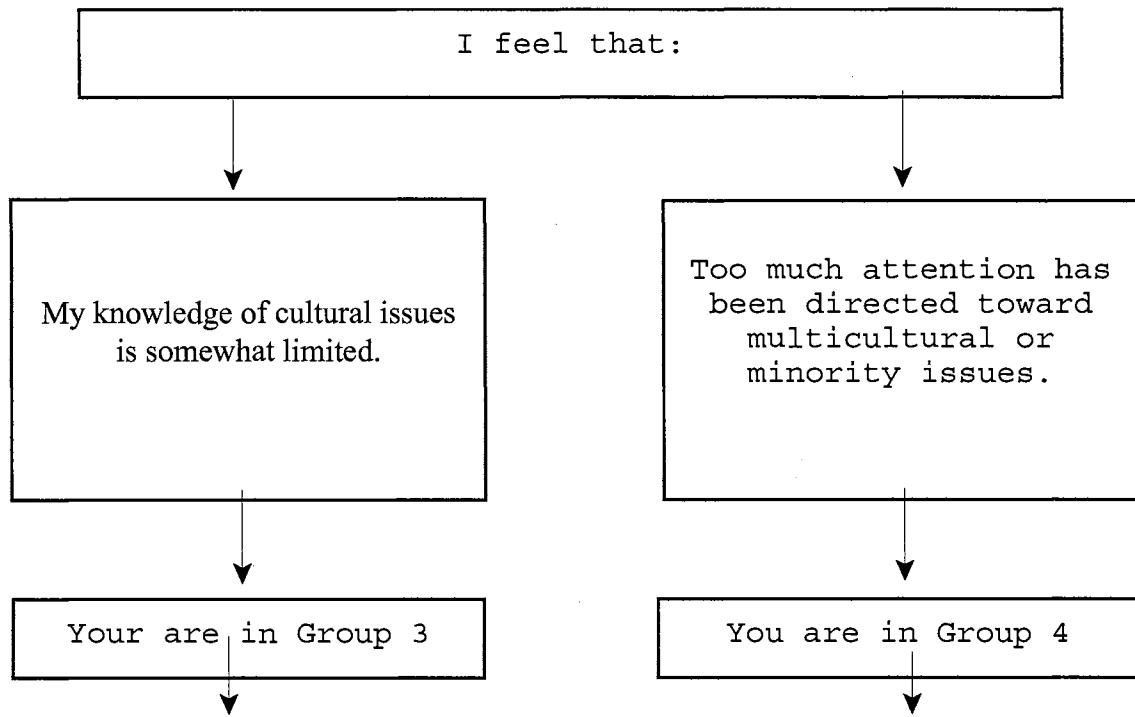 I feel that:
My knowledge of cultural issues
is somewhat limited.
Too much attention has
been directed toward
multicultural or
minority issues.
Your are in Group 3
You are in Group 4